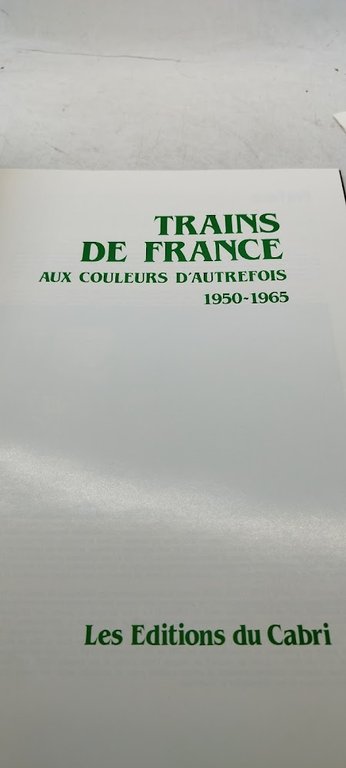 TRAINS
DE FRANCE
AUX COULEURS D'AUTREFOIS
1950-1965
Les Editions du Cabri